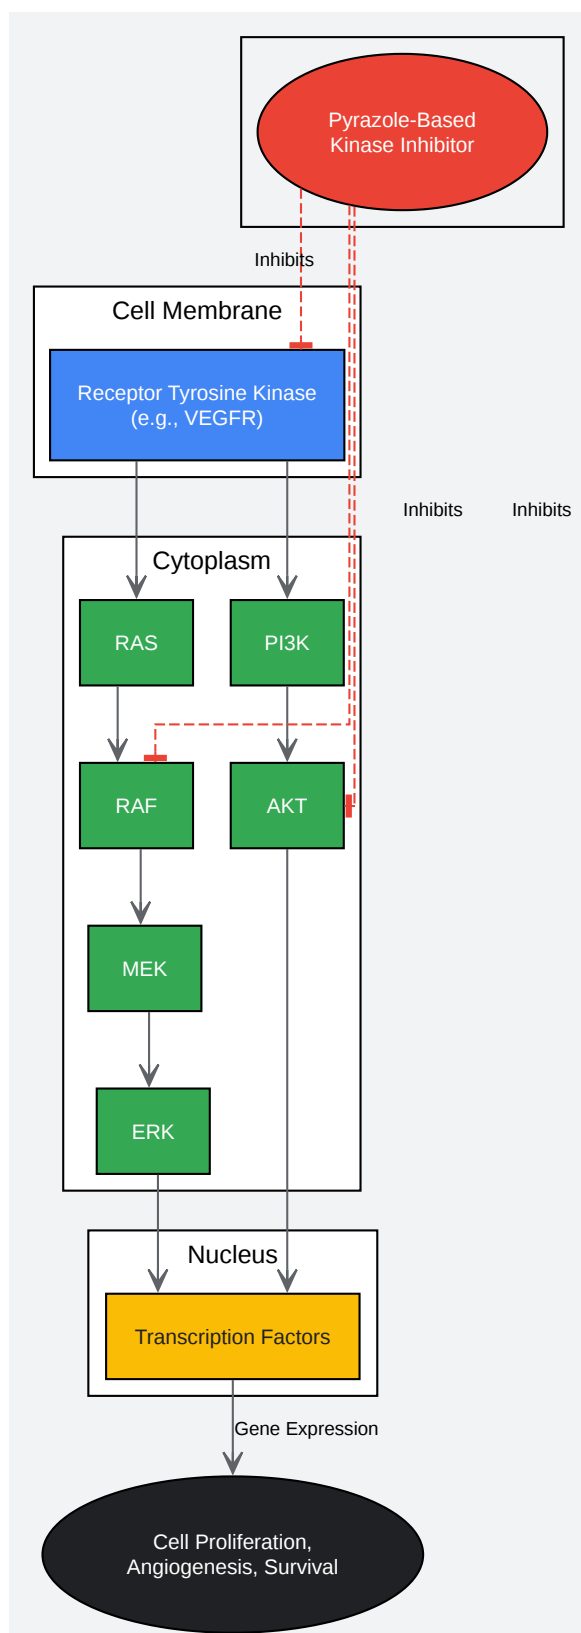 Pyrazole-Based
Kinase Inhibitor
Inhibits
Cell Membrane
Receptor Tyrosine Kinase
(e.g., VEGFR)
Inhibits
Inhibits
Cytoplasm
RAS
PI3K
RAF
AKT
MEK
ERK
Nucleus
Transcription Factors
Gene Expression
Cell Proliferation,
Angiogenesis, Survival